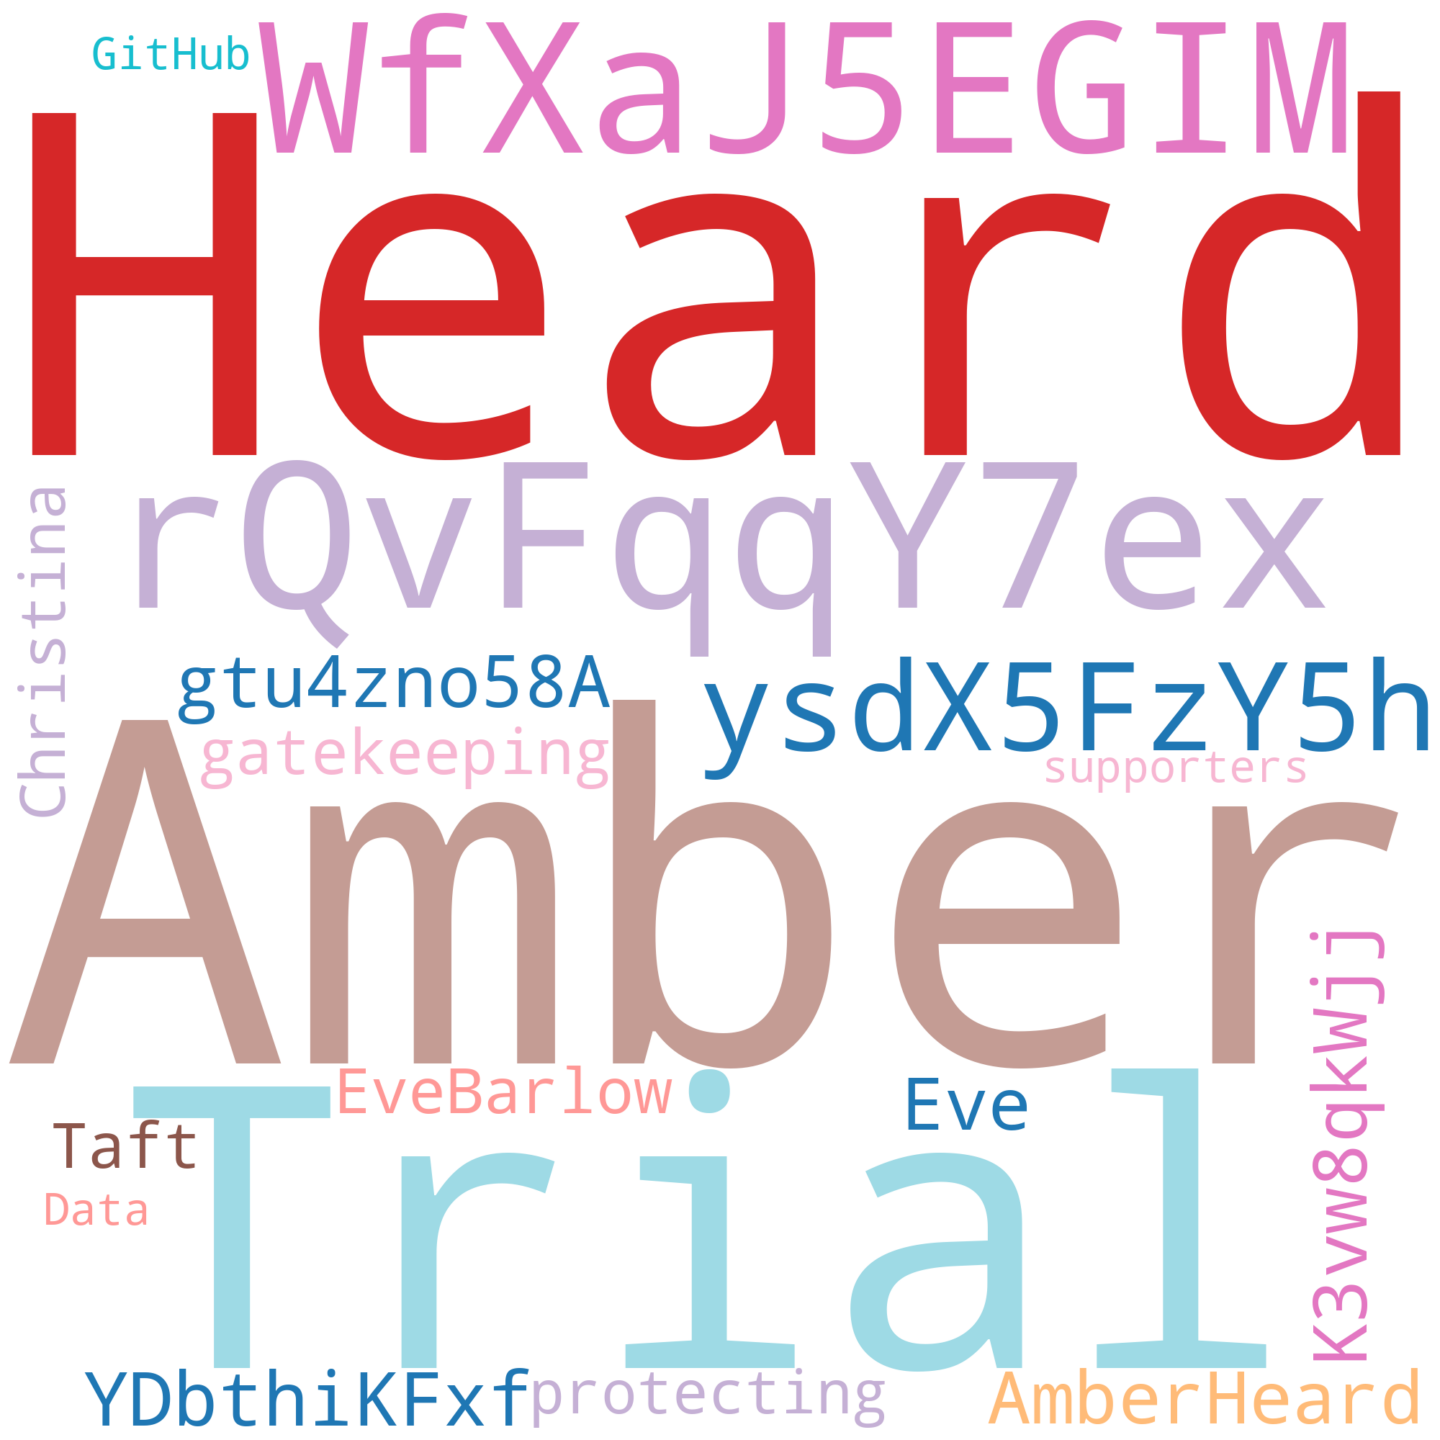 GitHub
WfXaJ5EGIM
Heard
rQvFqqY7ex
Christina
gtu4zno58A
ysdX5FzY5h
gatekeeping
supporters
Amber
K3vw8qkWjj
EveBarlow
Eve
Trial
Taft
Data
YDbthiKFxf
protecting
AmberHeard